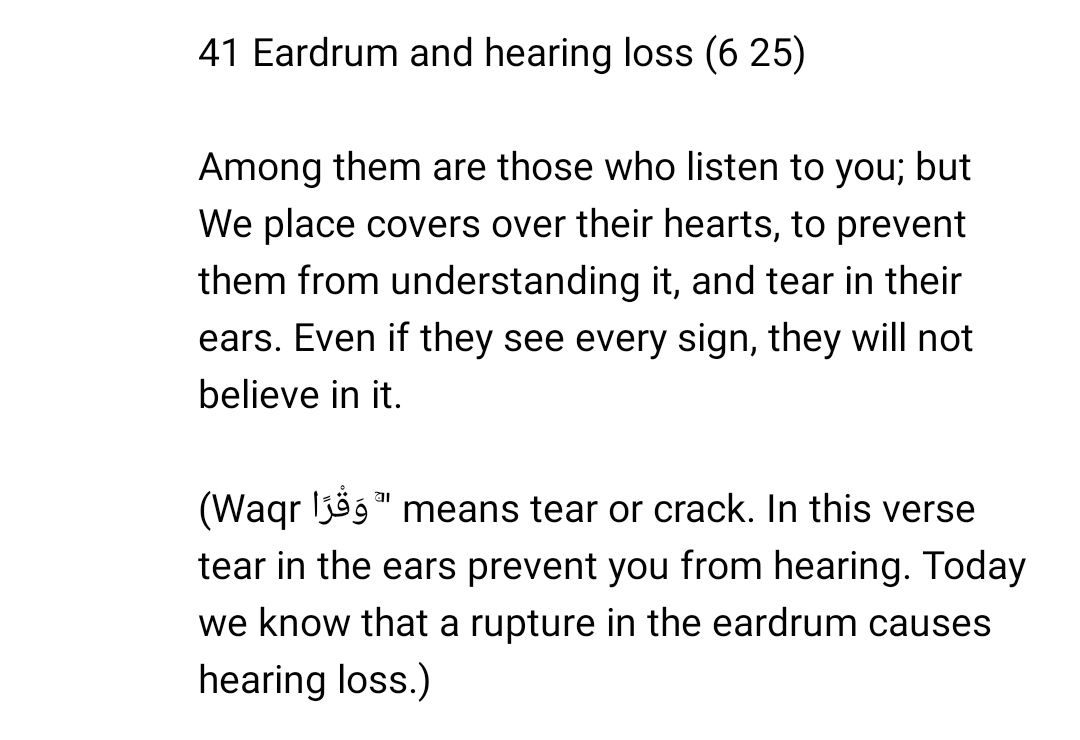 41 Eardrum and hearing loss (6 25)
Among them are those who listen to you; but
We place covers over their hearts, to prevent
them from understanding it, and tear in their
ears. Even if they see every sign, they will not
believe in it.
(Waqr وَقْرًا " means tear or crack. In this verse
tear in the ears prevent you from hearing. Today
we know that a rupture in the eardrum causes
hearing loss.)